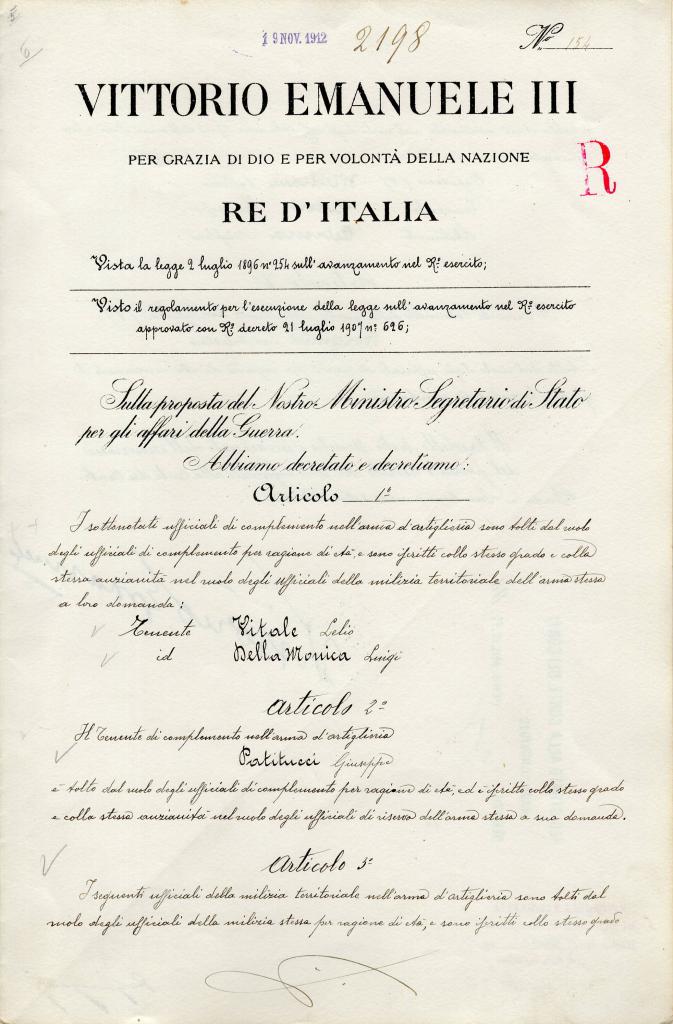 19 NOV. 1912 2198 Nº 154
VITTORIO EMANUELE III
PER GRAZIA DI DIO E PER VOLONTÀ DELLA NAZIONE
R
RE D'ITALIA
Vista la legge 2 luglio 1896 nº 254 sull'avanzamento nel Rº esercito;
Visto il regolamento per l'esecuzione della legge sull'avanzamento nel Rº esercito
approvato con Rº decreto 21 luglio 1907 nº 626;
Sulla proposta del Nostro Ministro Segretario di Stato
per gli affari della Guerra.
Abbiamo decretato e decretiamo:
Articolo 1º
I sottonotati ufficiali di complemento nell'arma d'artiglieria sono tolti dal ruolo
degli ufficiali di complemento per ragione di età, e sono iscritti collo stesso grado e colla
stessa anzianità nel ruolo degli ufficiali della milizia territoriale dell'arma stessa
a loro domanda:
Tenente Vitale Lelio
id Della Monica Luigi
Articolo 2º
Il Tenente di complemento nell'arma d'artiglieria
Patitucci Giuseppe
è tolto dal ruolo degli ufficiali di complemento per ragione di età, ed è iscritto collo stesso grado
e colla stessa anzianità nel ruolo degli ufficiali di riserva dell'arma stessa a sua domanda.
Articolo 3º
I seguenti ufficiali della milizia territoriale nell'arma d'artiglieria sono tolti dal
ruolo degli ufficiali della milizia stessa per ragione di età, e sono iscritti collo stesso grado